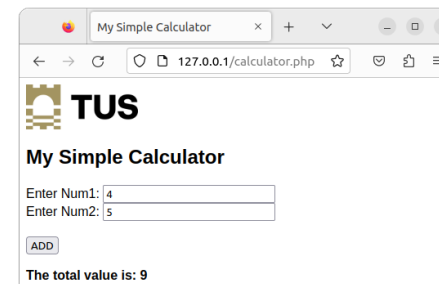 My Simple Calculator
127.0.0.1/calculator.php
TUS
My Simple Calculator
Enter Num1: 4
Enter Num2: 5
ADD
The total value is: 9